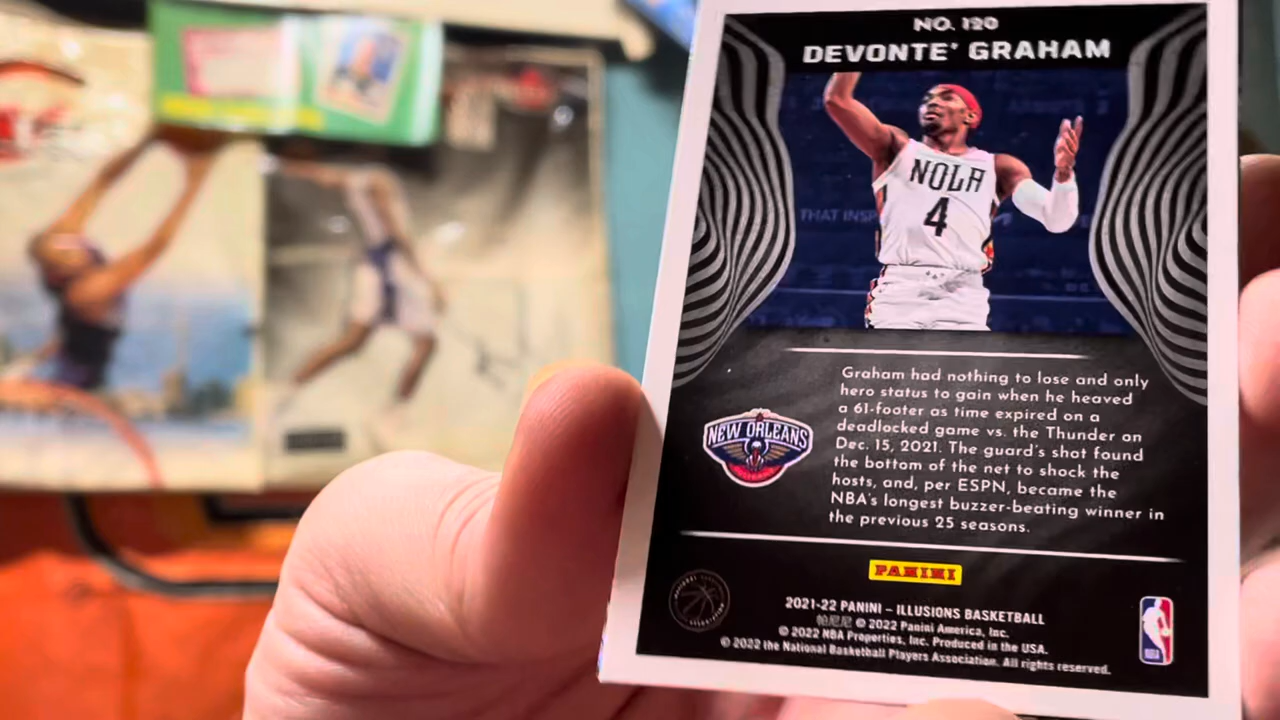 NO. 120
DEVONTE' GRAHAM
THAT INSP
NOLA
4
Graham had nothing to lose and only
hero status to gain when he heaved
a 61-footer as time expired on a
deadlocked game vs. the Thunder on
Dec. 15, 2021. The guard's shot found
the bottom of the net to shock the
hosts, and, per ESPN, became the
NBA's longest buzzer-beating winner in
the previous 25 seasons.
NEW ORLEANS
PANINI
2021-22 PANINI – ILLUSIONS BASKETBALL
帕尼尼 © 2022 Panini America, Inc.
© 2022 NBA Properties, Inc. Produced in the USA.
© 2022 the National Basketball Players Association. All rights reserved.
NBA